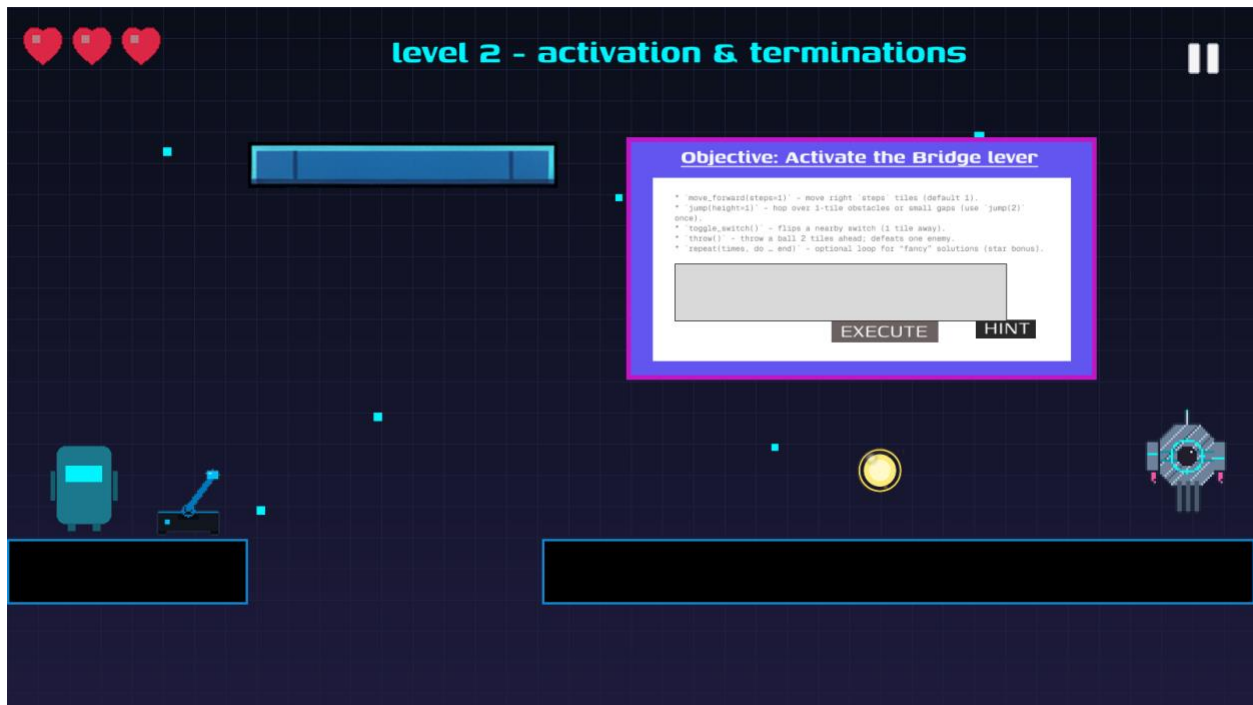 level 2 - activation & terminations
Objective: Activate the Bridge lever
* `move_forward(steps=1)` - move right `steps` tiles (default 1).
* `jump(height=1)` - hop over 1-tile obstacles or small gaps (use `jump(2)`
once).
* `toggle_switch()` - flips a nearby switch (1 tile away).
* `throw()` - throw a ball 2 tiles ahead; defeats one enemy.
* `repeat(times, do … end)` - optional loop for "fancy" solutions (star bonus).
EXECUTE
HINT